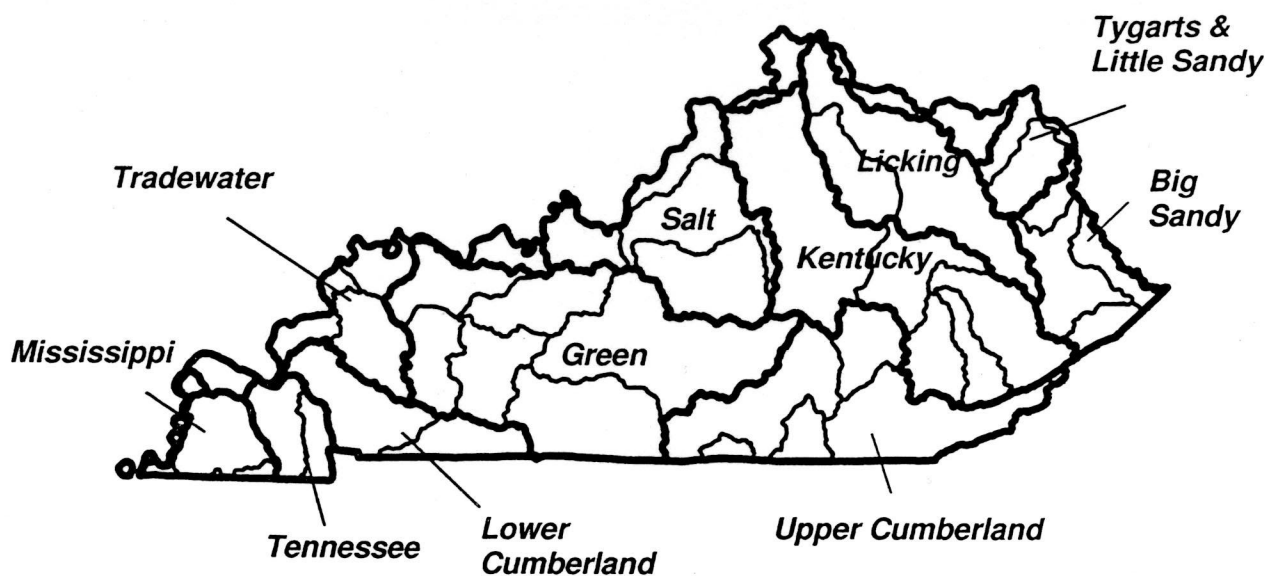 Tygarts &
Little Sandy
Licking
Tradewater
Big
Sandy
Salt
Kentucky
Mississippi
Green
Tennessee
Lower
Cumberland
Upper Cumberland